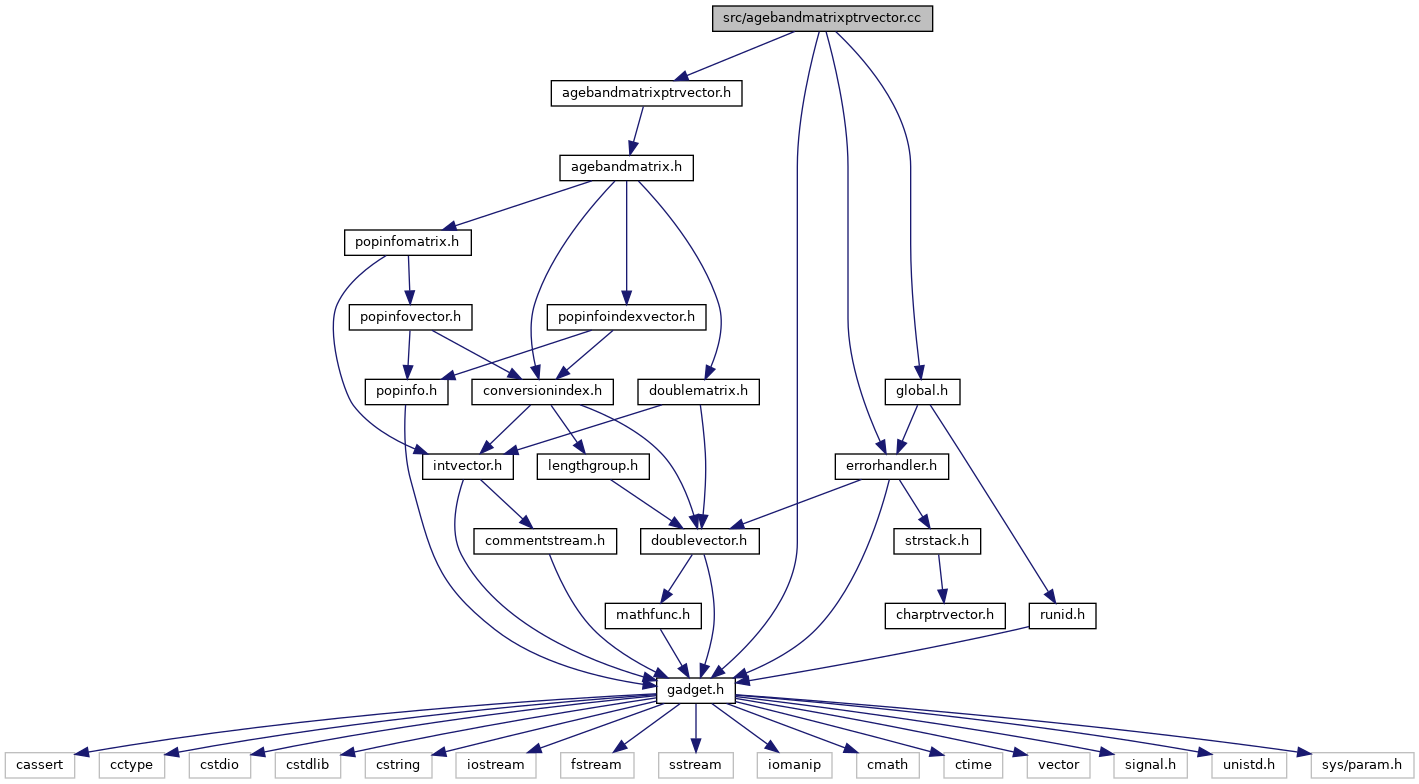 src/agebandmatrixptrvector.cc
agebandmatrixptrvector.h
agebandmatrix.h
popinfomatrix.h
popinfovector.h
popinfoindexvector.h
popinfo.h
conversionindex.h
doublematrix.h
global.h
intvector.h
lengthgroup.h
errorhandler.h
commentstream.h
doublevector.h
strstack.h
mathfunc.h
charptrvector.h
runid.h
gadget.h
cassert
cctype
cstdio
cstdlib
cstring
iostream
fstream
sstream
iomanip
cmath
ctime
vector
signal.h
unistd.h
sys/param.h